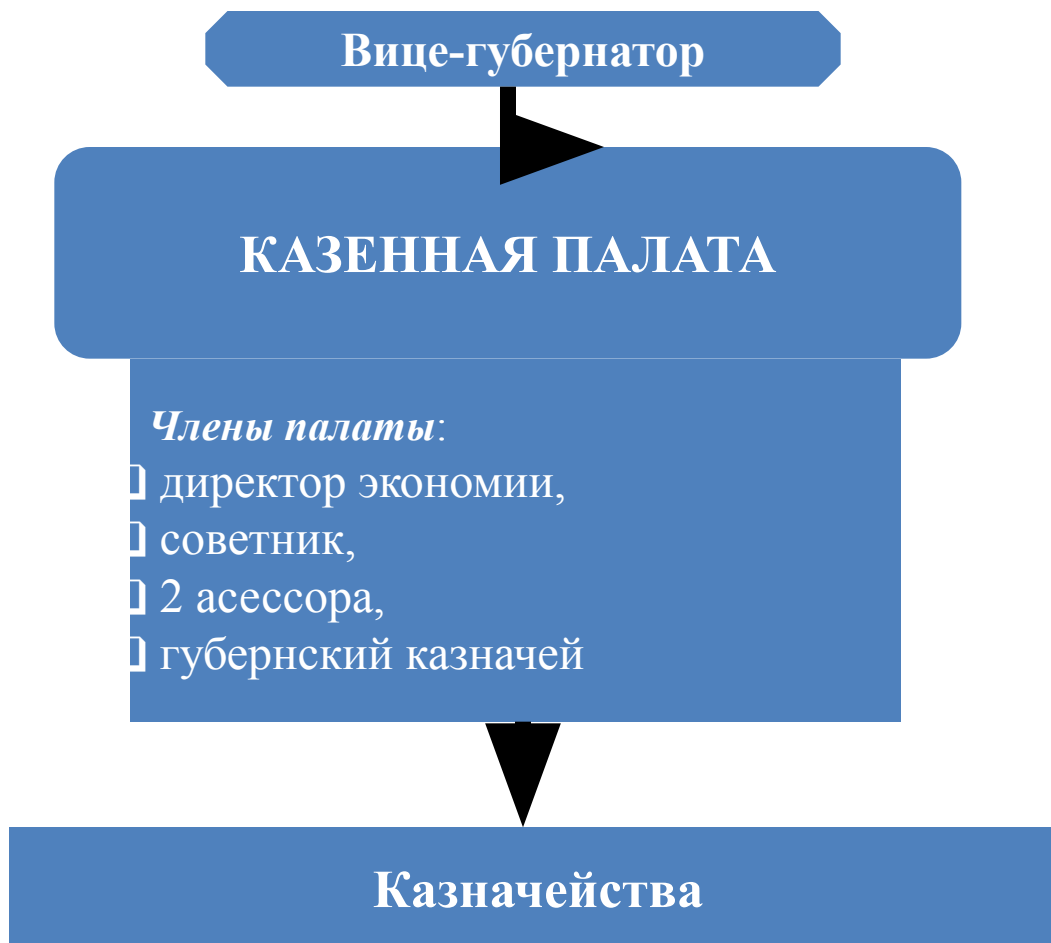 Вице-губернатор
КАЗЕННАЯ ПАЛАТА
Члены палаты:
❑ директор экономии,
❑ советник,
❑ 2 асессора,
❑ губернский казначей
Казначейства